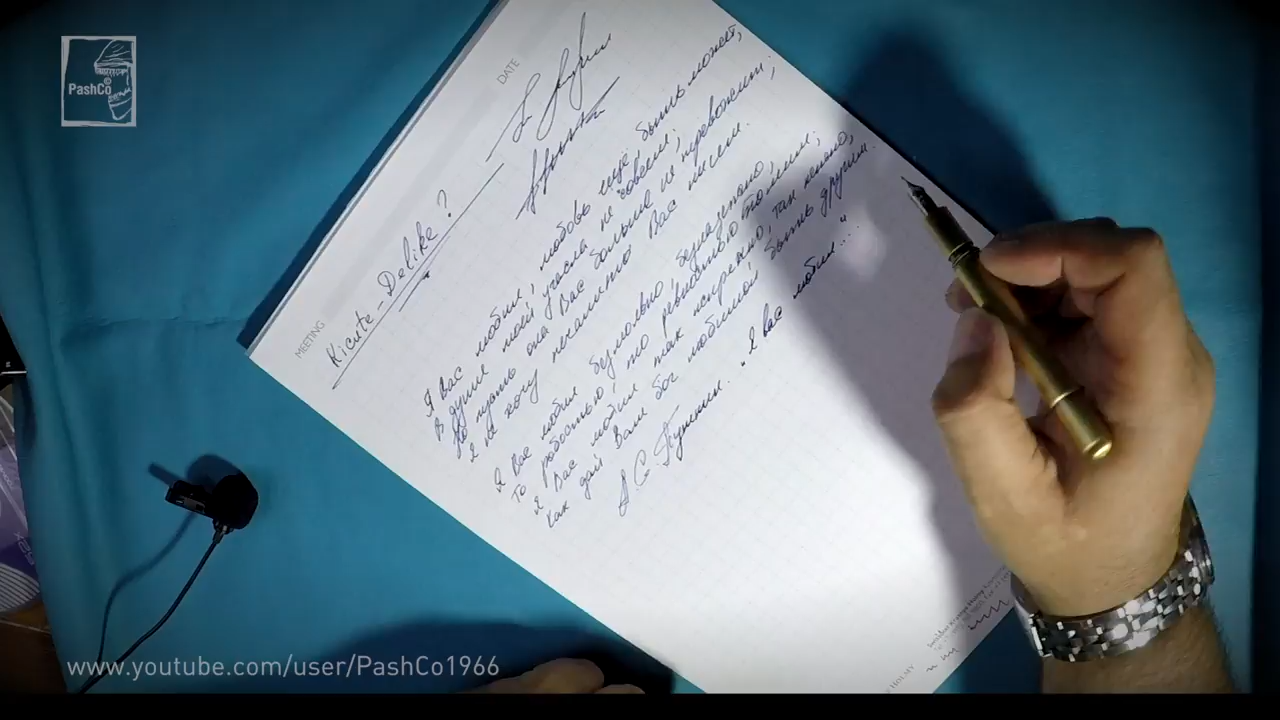 PashCo
DATE
MEETING
Kicute-Delike?
Я Вас любил, любовь ещё быть может,
В душе моей угасла не совсем;
Но пусть она Вас больше не тревожит;
Я не хочу печалить Вас ничем.
Я Вас любил безмолвно, безнадежно,
То робостью, то ревностью томим;
Я Вас любил так искренно, так нежно,
Как дай Вам бог любимой быть другим.
А.С. Пушкин. „Я вас любил...."
www.youtube.com/user/PashCo1966